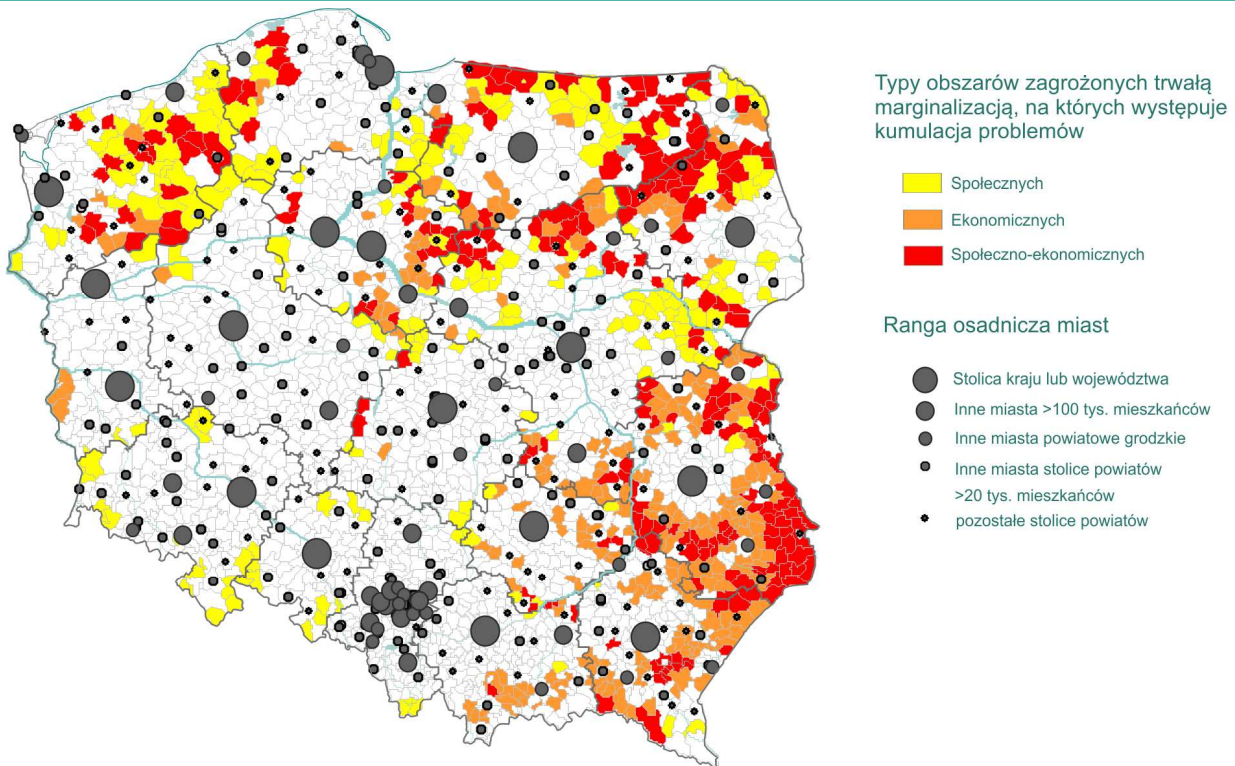 Typy obszarów zagrożonych trwałą
marginalizacją, na których występuje
kumulacja problemów
Społecznych
Ekonomicznych
Społeczno-ekonomicznych
Ranga osadnicza miast
Stolica kraju lub województwa
Inne miasta >100 tys. mieszkańców
Inne miasta powiatowe grodzkie
Inne miasta stolice powiatów
>20 tys. mieszkańców
pozostałe stolice powiatów